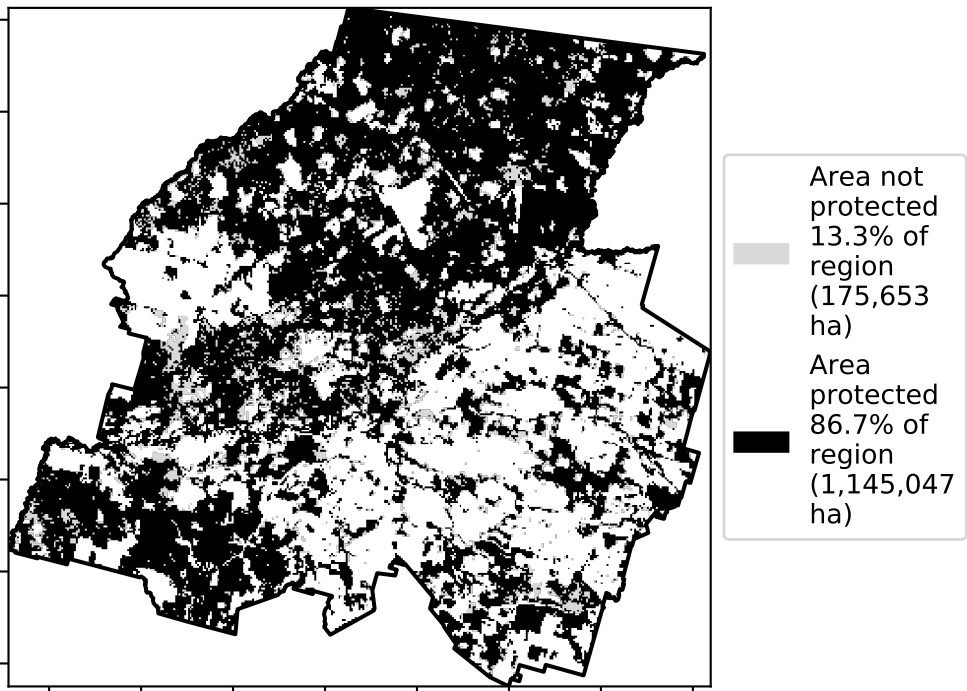 Area not
protected
13.3% of
region
(175,653
ha)
Area
protected
86.7% of
region
(1,145,047
ha)